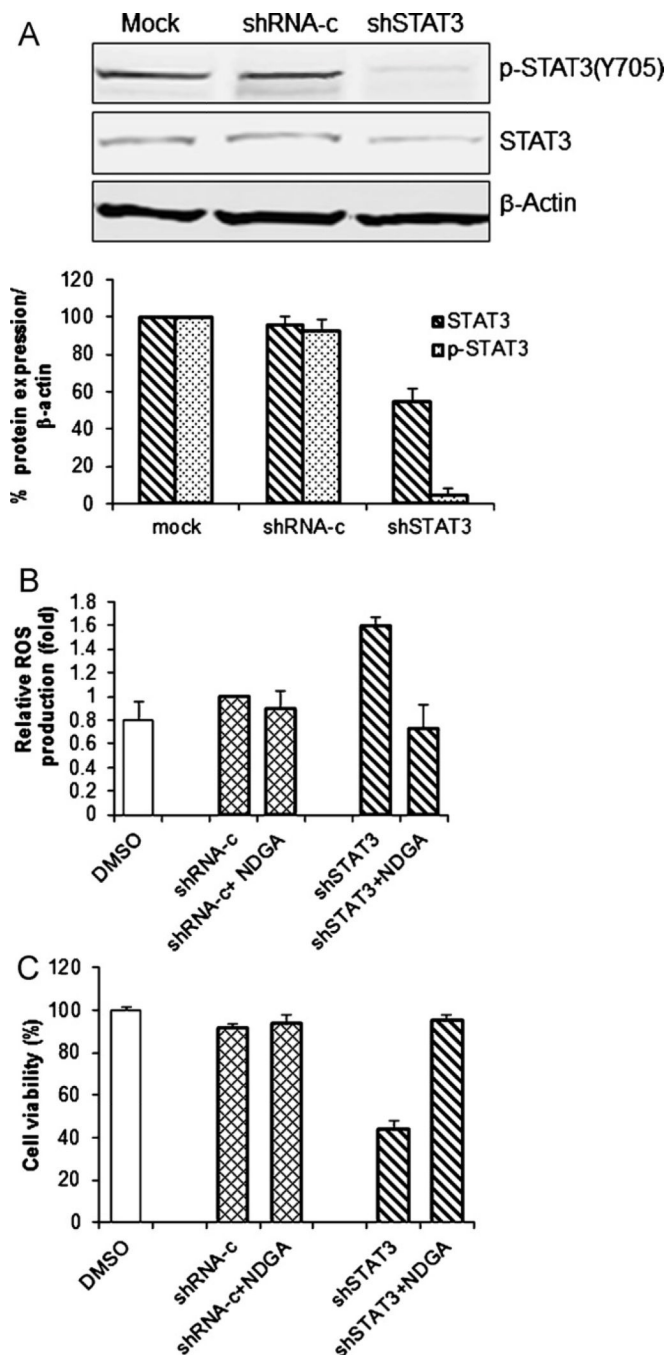 A
Mock shRNA-c shSTAT3
p-STAT3(Y705)
STAT3
β-Actin
% protein expression/
β-actin
120
100
80
60
40
20
0
STAT3
p-STAT3
mock shRNA-c shSTAT3
B
Relative ROS
production (fold)
1.8
1.6
1.4
1.2
1
0.8
0.6
0.4
0.2
0
DMSO
shRNA-c
shRNA-c+ NDGA
shSTAT3
shSTAT3+NDGA
C
Cell viability (%)
120
100
80
60
40
20
0
DMSO
shRNA-c
shRNA-c+NDGA
shSTAT3
shSTAT3+NDGA